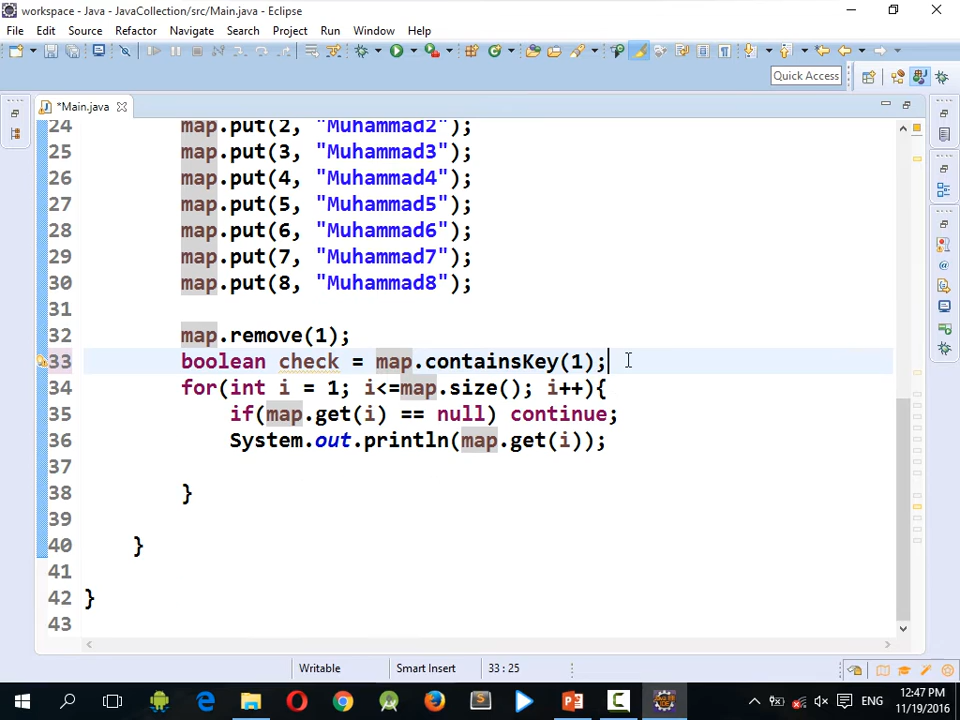 workspace - Java - JavaCollection/src/Main.java - Eclipse
File Edit Source Refactor Navigate Search Project Run Window Help
Quick Access
*Main.java
24 map.put(2, "Muhammad2");
25 map.put(3, "Muhammad3");
26 map.put(4, "Muhammad4");
27 map.put(5, "Muhammad5");
28 map.put(6, "Muhammad6");
29 map.put(7, "Muhammad7");
30 map.put(8, "Muhammad8");
31
32 map.remove(1);
33 boolean check = map.containsKey(1);
34 for(int i = 1; i<=map.size(); i++){
35 if(map.get(i) == null) continue;
36 System.out.println(map.get(i));
37
38 }
39
40 }
41
42 }
43
Writable Smart Insert 33 : 25
ENG 12:47 PM
11/19/2016